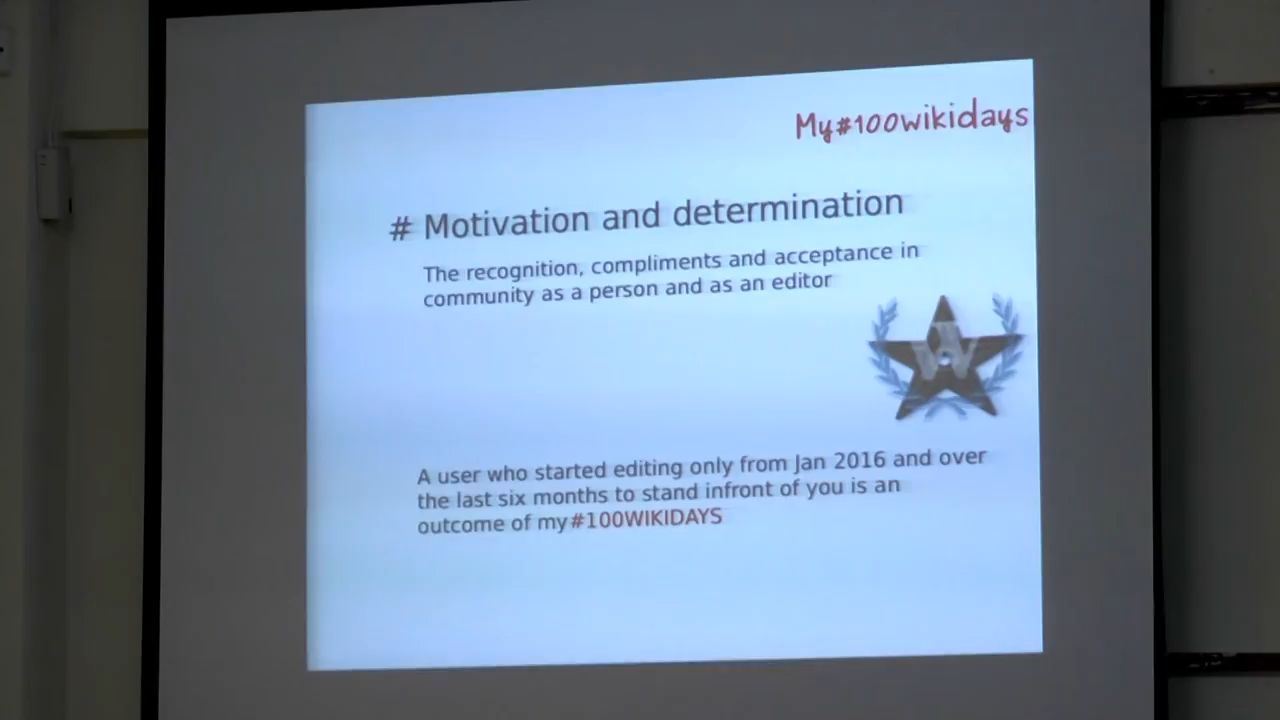 My#100wikidays
# Motivation and determination
The recognition, compliments and acceptance in
community as a person and as an editor
W
A user who started editing only from Jan 2016 and over
the last six months to stand infront of you is an
outcome of my#100WIKIDAYS